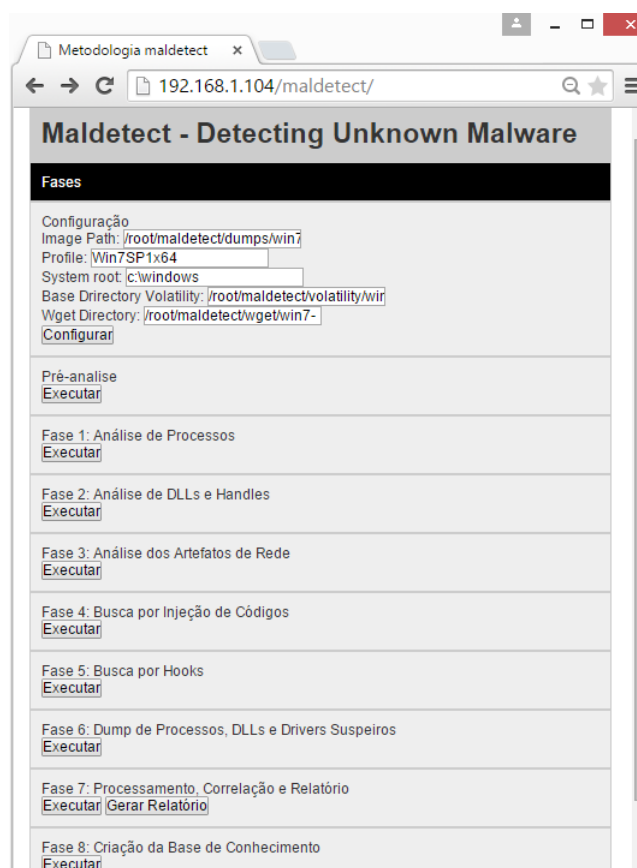 Metodologia maldetect
192.168.1.104/maldetect/
Maldetect - Detecting Unknown Malware
Fases
Configuração
Image Path: /root/maldetect/dumps/win7
Profile: Win7SP1x64
System root: c:\windows
Base Drirectory Volatility: /root/maldetect/volatility/wir
Wget Directory: /root/maldetect/wget/win7-
Configurar
Pré-analise
Executar
Fase 1: Análise de Processos
Executar
Fase 2: Análise de DLLs e Handles
Executar
Fase 3: Análise dos Artefatos de Rede
Executar
Fase 4: Busca por Injeção de Códigos
Executar
Fase 5: Busca por Hooks
Executar
Fase 6: Dump de Processos, DLLs e Drivers Suspeiros
Executar
Fase 7: Processamento, Correlação e Relatório
Executar Gerar Relatório
Fase 8: Criação da Base de Conhecimento
Executar